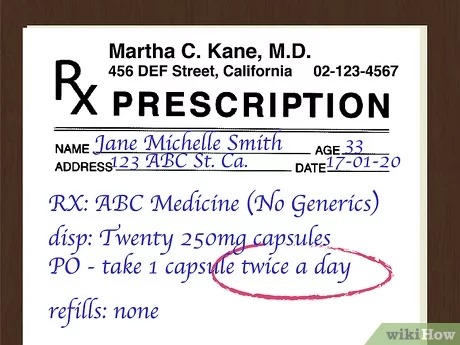 Martha C. Kane, M.D.
456 DEF Street, California 02-123-4567
Rx PRESCRIPTION
NAME Jane Michelle Smith AGE 33
ADDRESS 123 ABC St. Ca. DATE 17-01-20
RX: ABC Medicine (No Generics)
disp: Twenty 250mg capsules
PO - take 1 capsule twice a day
refills: none
wikiHow